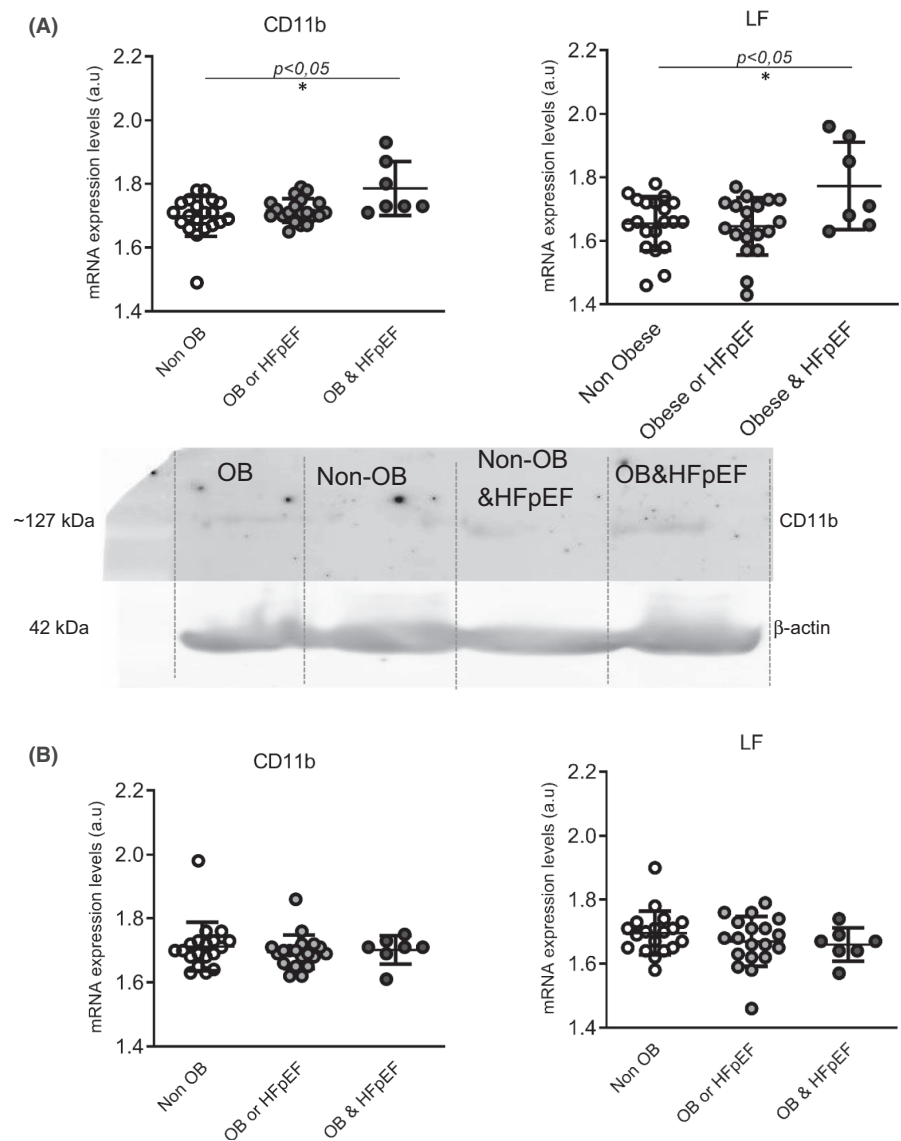 (A)
CD11b
mRNA expression levels (a.u)
2.2
2.0
1.8
1.6
1.4
p<0,05
*
Non OB
OB or HFpEF
OB & HFpEF
LF
mRNA expression levels (a.u)
2.2
2.0
1.8
1.6
1.4
p<0,05
*
Non Obese
Obese or HFpEF
Obese & HFpEF
OB
Non-OB
Non-OB
&HFpEF
OB&HFpEF
~127 kDa
CD11b
42 kDa
β-actin
(B)
CD11b
mRNA expression levels (a.u)
2.2
2.0
1.8
1.6
1.4
Non OB
OB or HFpEF
OB & HFpEF
LF
mRNA expression levels (a.u)
2.2
2.0
1.8
1.6
1.4
Non OB
OB or HFpEF
OB & HFpEF